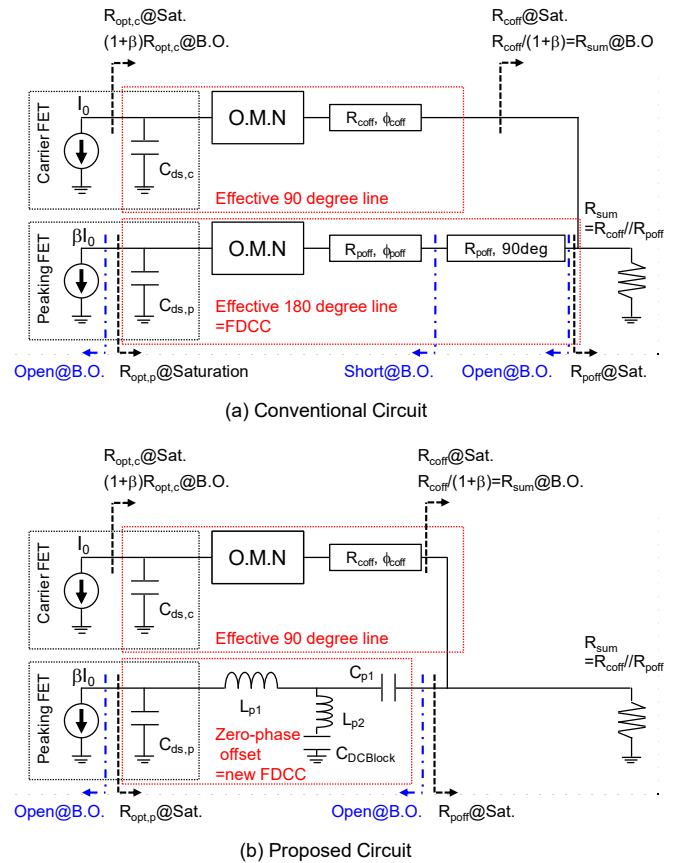 R_opt,c@Sat.
(1+β)R_opt,c@B.O.
R_coff@Sat.
R_coff/(1+β)=R_sum@B.O
Carrier FET
I_0
C_ds,c
O.M.N
R_coff, ϕ_coff
Effective 90 degree line
Peaking FET
βI_0
C_ds,p
O.M.N
R_poff, ϕ_poff
R_poff, 90deg
R_sum
=R_coff//R_poff
Effective 180 degree line
=FDCC
Open@B.O.
R_opt,p@Saturation
Short@B.O.
Open@B.O.
R_poff@Sat.
(a) Conventional Circuit
R_opt,c@Sat.
(1+β)R_opt,c@B.O.
R_coff@Sat.
R_coff/(1+β)=R_sum@B.O.
Carrier FET
I_0
C_ds,c
O.M.N
R_coff, ϕ_coff
Effective 90 degree line
Peaking FET
βI_0
C_ds,p
L_p1
C_p1
L_p2
C_DCBlock
Zero-phase
offset
=new FDCC
R_sum
=R_coff//R_poff
Open@B.O.
R_opt,p@Sat.
Open@B.O.
R_poff@Sat.
(b) Proposed Circuit